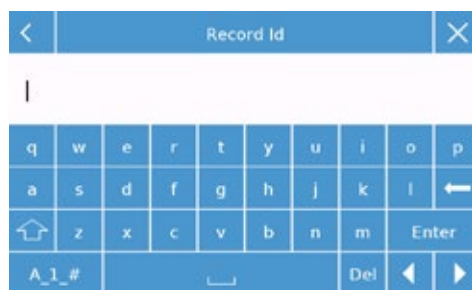 Record Id
q w e r t y u i o p
a s d f g h j k l
z x c v b n m Enter
A_1_# Del